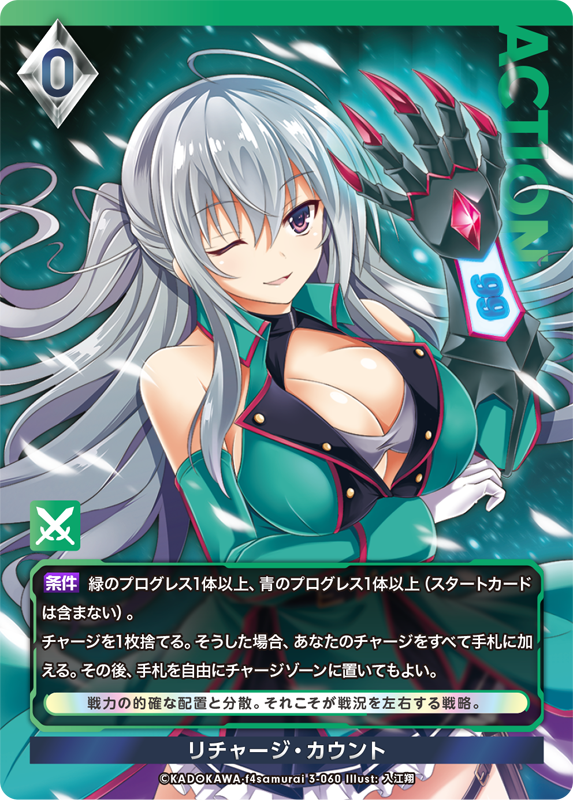 0
ACTION
99
条件 緑のプログレス1体以上、青のプログレス1体以上（スタートカード
は含まない）。
チャージを1枚捨てる。そうした場合、あなたのチャージをすべて手札に加
える。その後、手札を自由にチャージゾーンに置いてもよい。
戦力の的確な配置と分散。それこそが戦況を左右する戦略。
リチャージ・カウント
©KADOKAWA・f4samurai 3-060 Illust: 入江翔